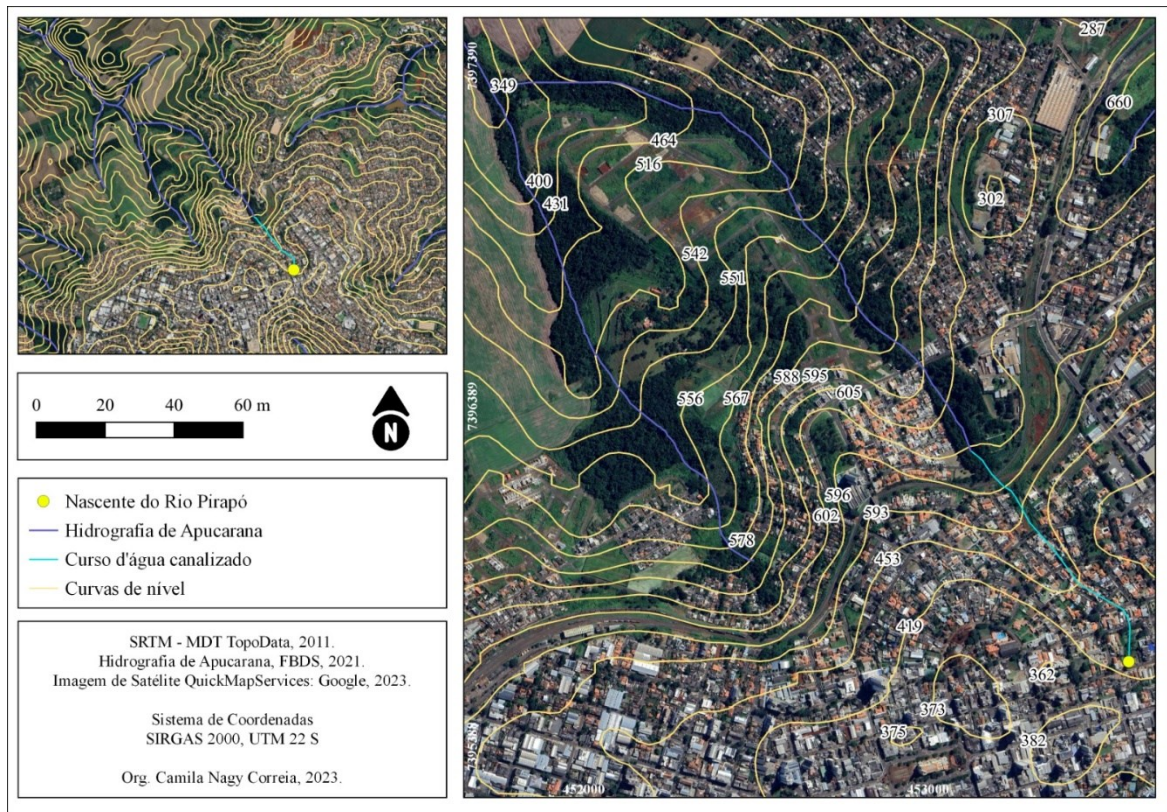 0 20 40 60 m
N
Nascente do Rio Pirapó
Hidrografia de Apucarana
Curso d'água canalizado
Curvas de nível
SRTM - MDT TopoData, 2011.
Hidrografia de Apucarana, FBDS, 2021.
Imagem de Satélite QuickMapServices: Google, 2023.
Sistema de Coordenadas
SIRGAS 2000, UTM 22 S
Org. Camila Nagy Correia, 2023.
287
7397390
349
660
307
464
516
400
302
431
542
551
588
595
7396389
556
567
605
596
602
593
578
453
419
362
373
375
382
7395388
452000
453000